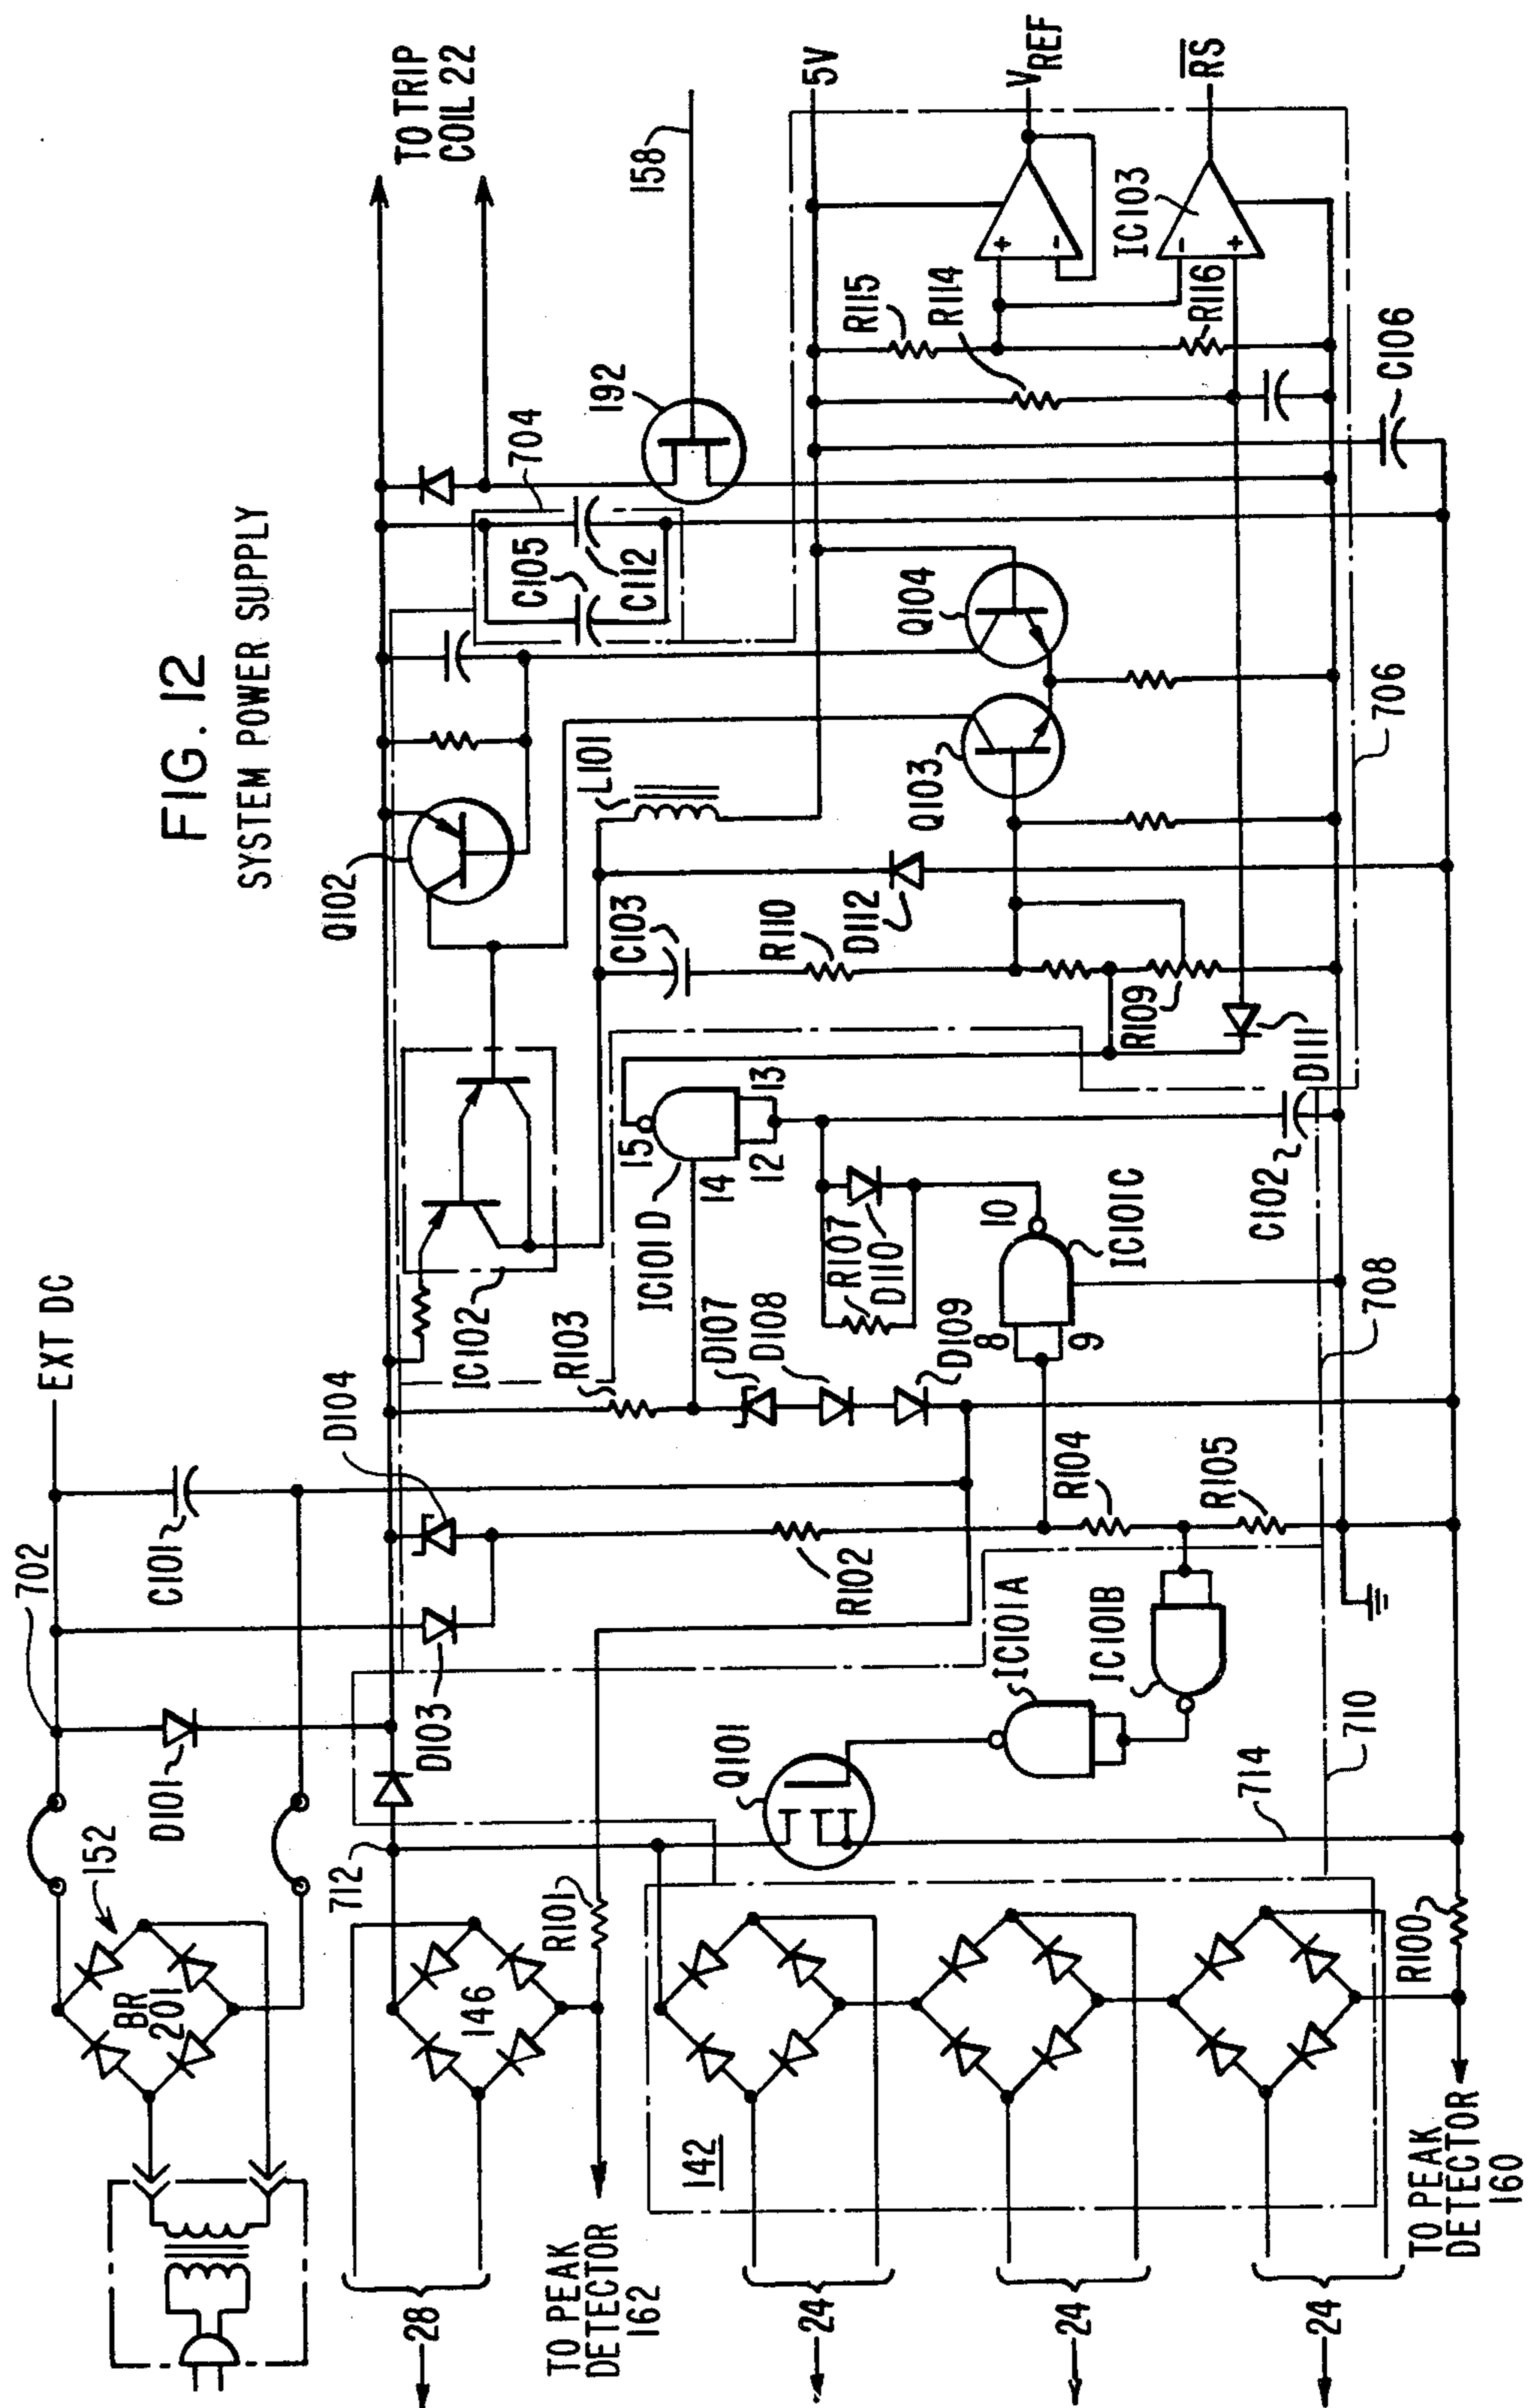 FIG. 12
SYSTEM POWER SUPPLY
EXT DC
702
C101
D101
152
BR
201
D103
D104
Q102
TO TRIP
COIL 22
158
192
704
C105
C112
L101
IC102
C103
R110
D112
Q103
Q104
5V
VREF
RS
IC103
R115
R114
R116
C106
706
R109
D111
15
13
12
14
IC101D
R103
D107
D108
D109
R107
D110
10
IC101C
8
9
C102
708
R102
R104
R105
IC101A
IC101B
Q101
710
714
712
R101
R100
146
28
TO PEAK
DETECTOR
162
142
24
24
24
TO PEAK
DETECTOR
160